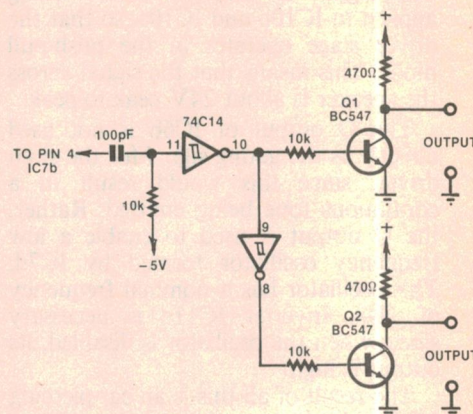 +
470Ω
Q1
BC547
OUTPUT
100pF
74C14
TO PIN 4
IC7b
11
10
10k
10k
-5V
9
8
+
470Ω
Q2
BC547
OUTPUT
10k